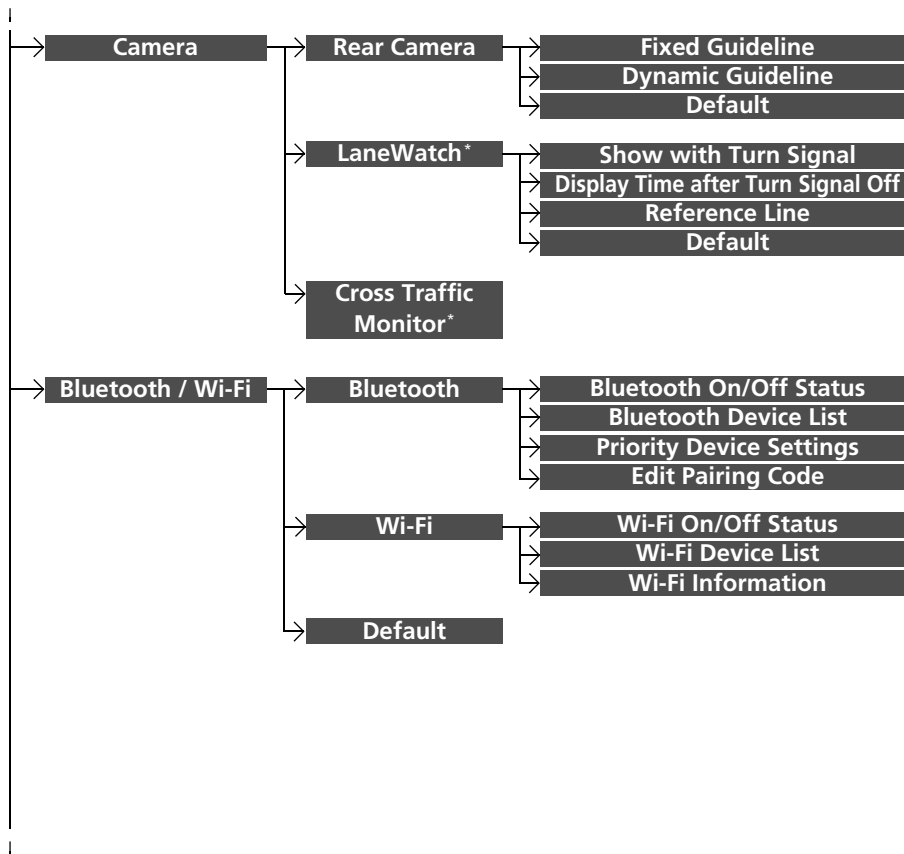 Camera
Rear Camera
Fixed Guideline
Dynamic Guideline
Default
LaneWatch*
Show with Turn Signal
Display Time after Turn Signal Off
Reference Line
Default
Cross Traffic
Monitor*
Bluetooth / Wi-Fi
Bluetooth
Bluetooth On/Off Status
Bluetooth Device List
Priority Device Settings
Edit Pairing Code
Wi-Fi
Wi-Fi On/Off Status
Wi-Fi Device List
Wi-Fi Information
Default